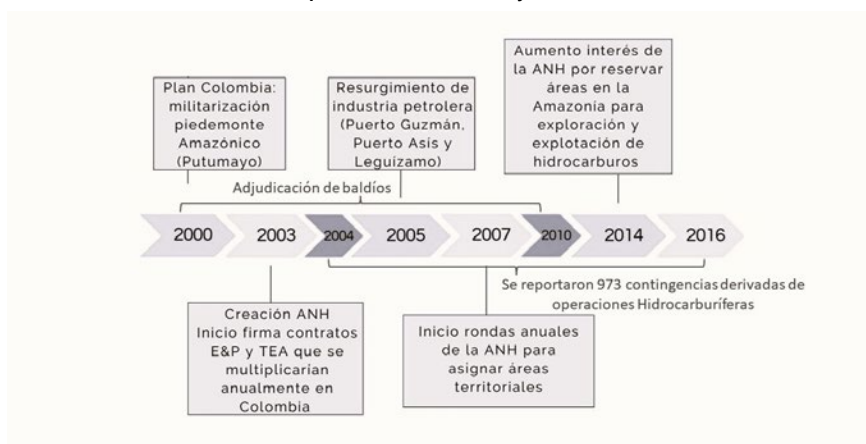 Plan Colombia:
militarización
piedemonte
Amazónico
(Putumayo)
Resurgimiento de
industria petrolera
(Puerto Guzmán,
Puerto Asís y
Leguízamo)
Aumento interés de
la ANH por reservar
áreas en la
Amazonía para
exploración y
explotación de
hidrocarburos
Adjudicación de baldíos
2000 2003 2004 2005 2007 2010 2014 2016
Se reportaron 973 contingencias derivadas de
operaciones Hidrocarburíferas
Creación ANH
Inicio firma contratos
E&P y TEA que se
multiplicarían
anualmente en
Colombia
Inicio rondas anuales
de la ANH para
asignar áreas
territoriales